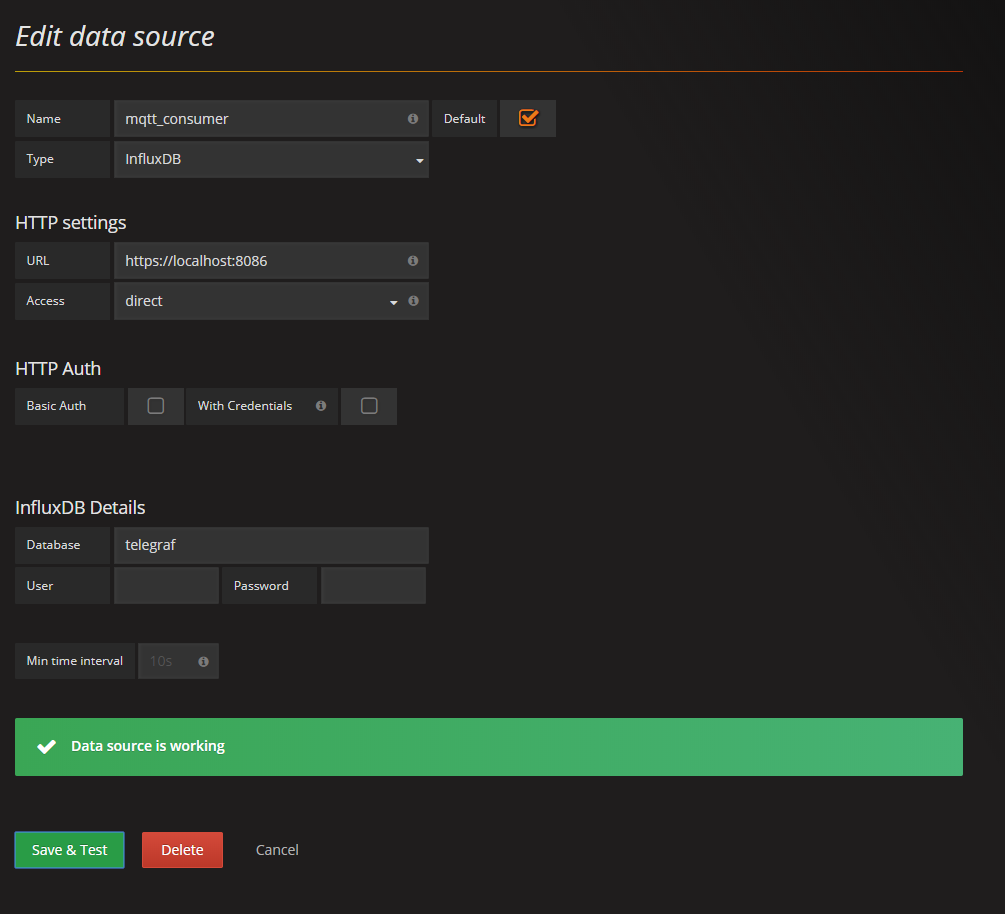 Edit data source
Name mqtt_consumer Default
Type InfluxDB
HTTP settings
URL https://localhost:8086
Access direct
HTTP Auth
Basic Auth With Credentials
InfluxDB Details
Database telegraf
User Password
Min time interval 10s
Data source is working
Save & Test Delete Cancel